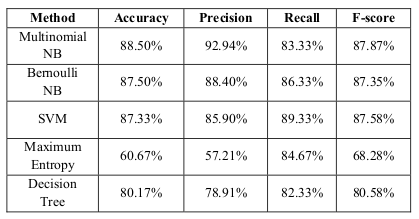 Method Accuracy Precision Recall F-score
Multinomial
NB 88.50% 92.94% 83.33% 87.87%
Bernoulli
NB 87.50% 88.40% 86.33% 87.35%
SVM 87.33% 85.90% 89.33% 87.58%
Maximum
Entropy 60.67% 57.21% 84.67% 68.28%
Decision
Tree 80.17% 78.91% 82.33% 80.58%